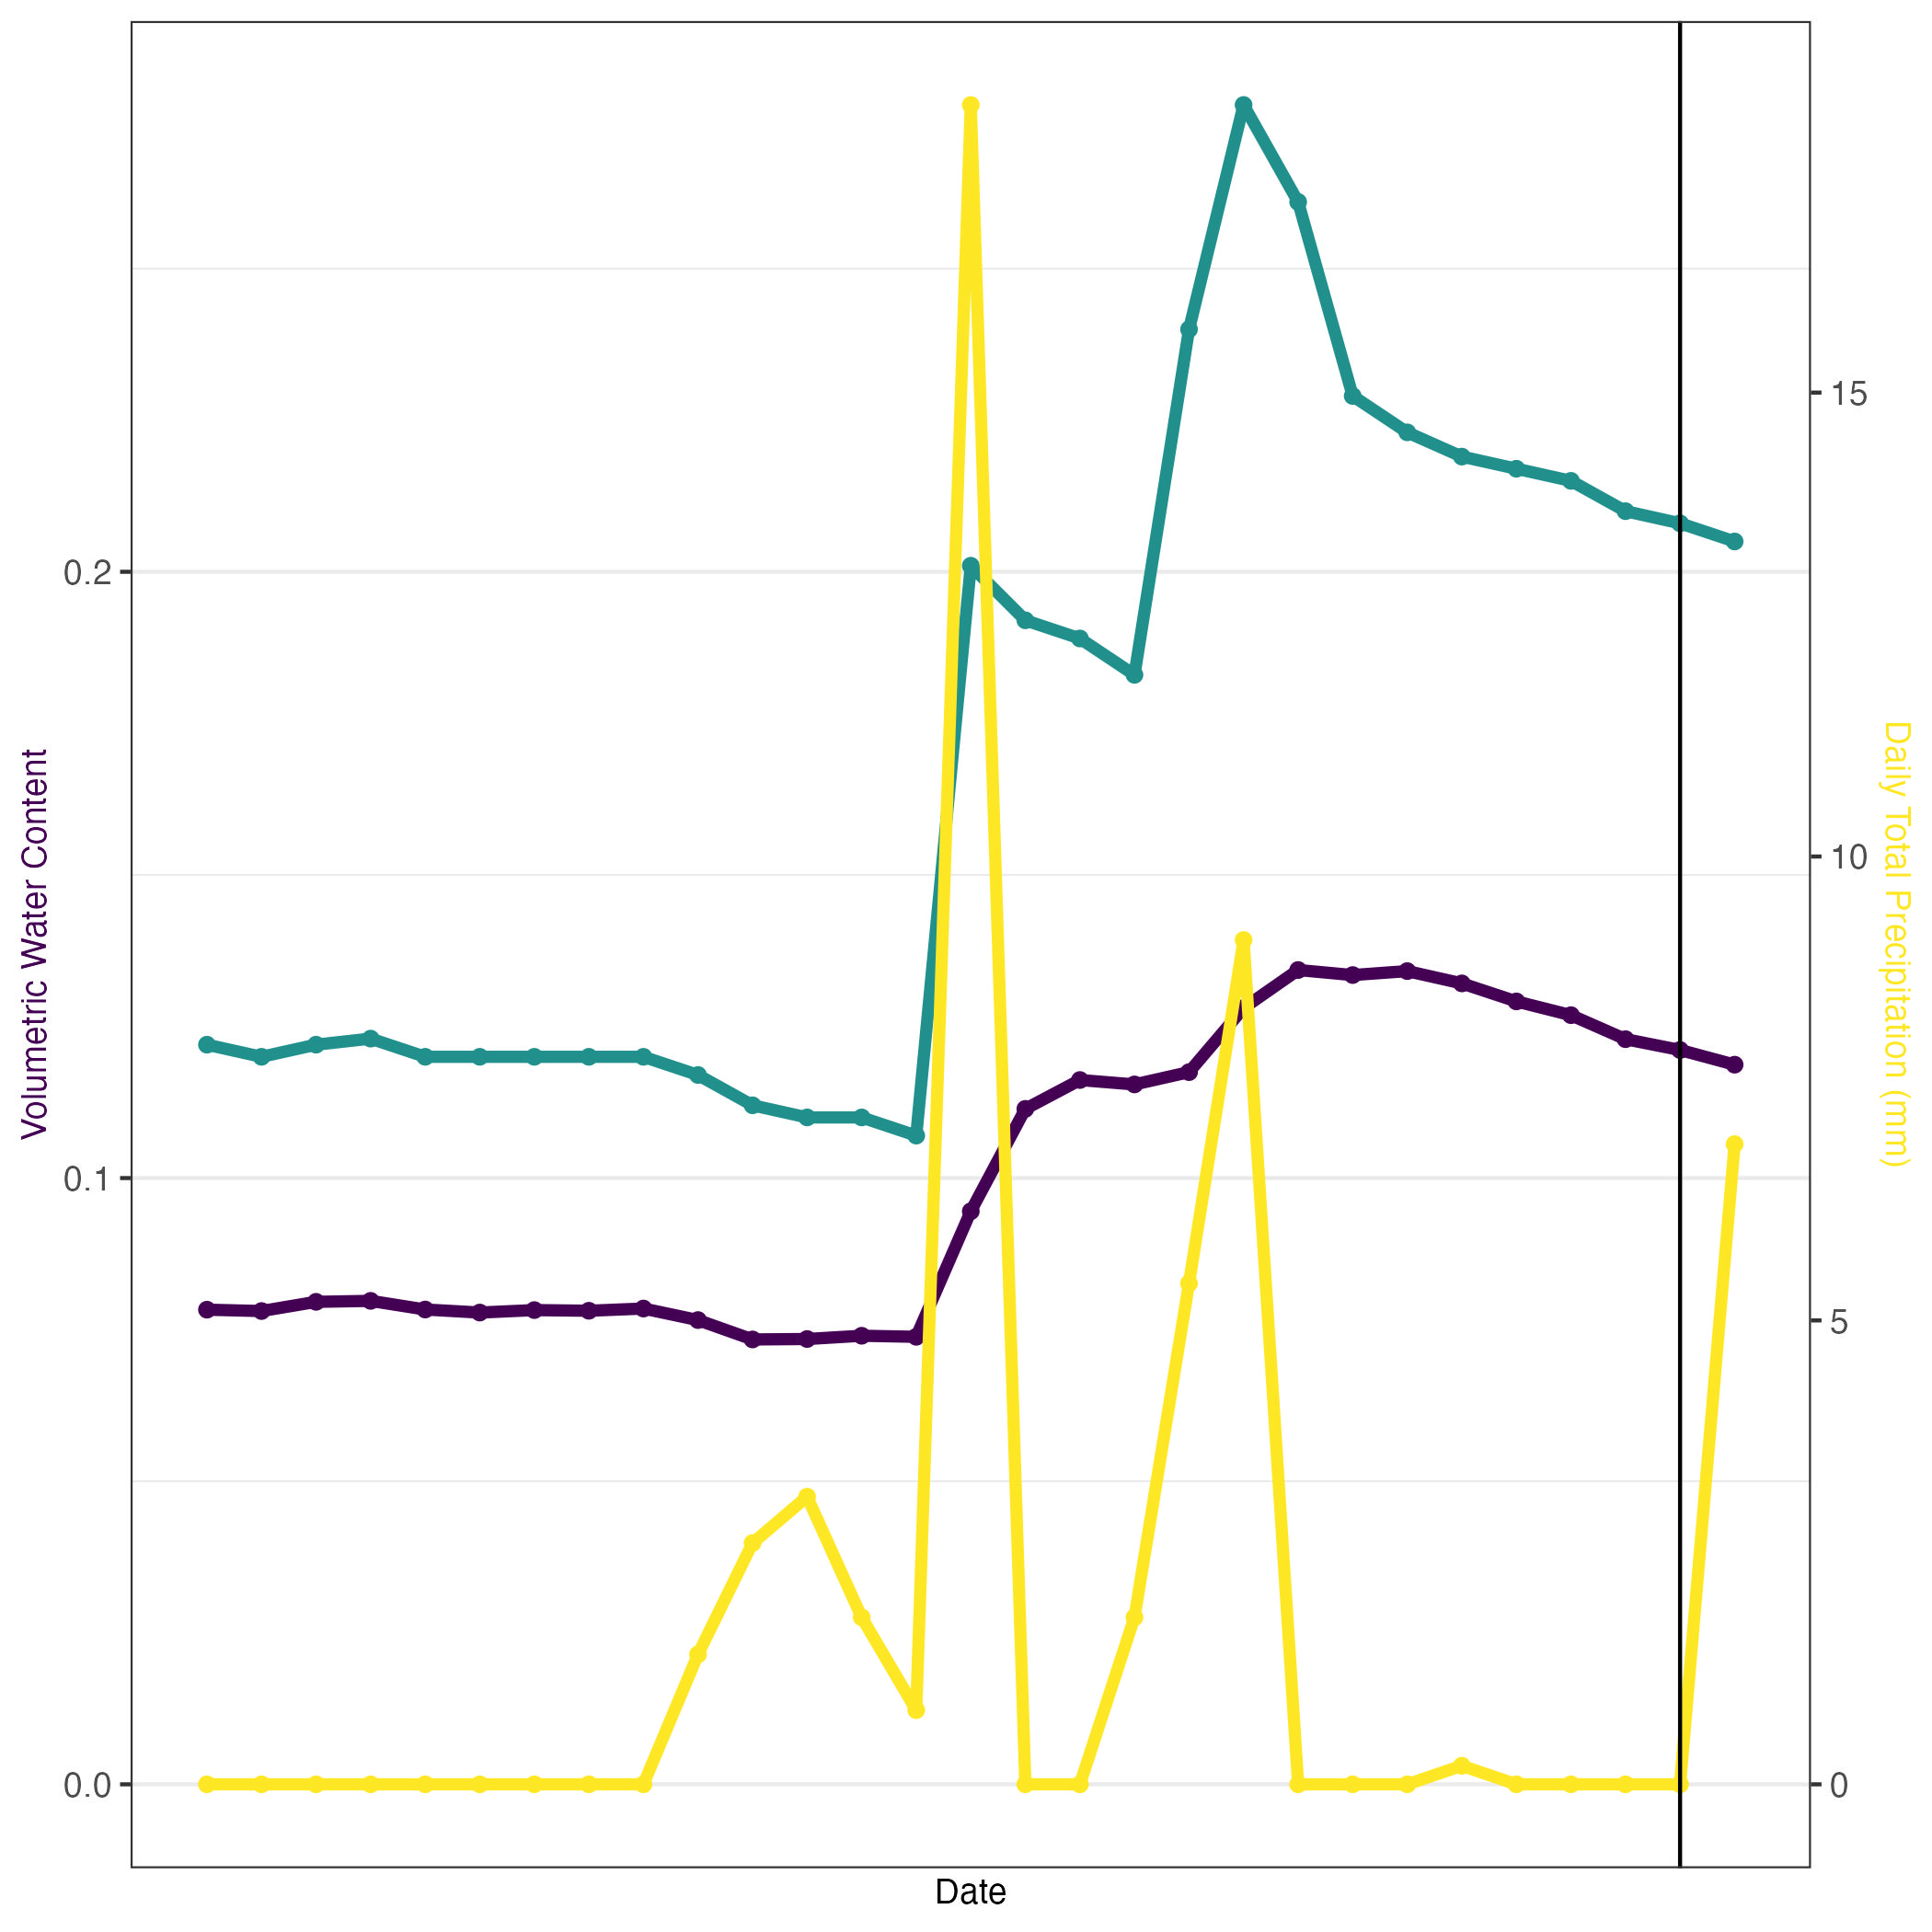 Volumetric Water Content
0.2
0.1
0.0
15
10
5
0
Daily Total Precipitation (mm)
Date